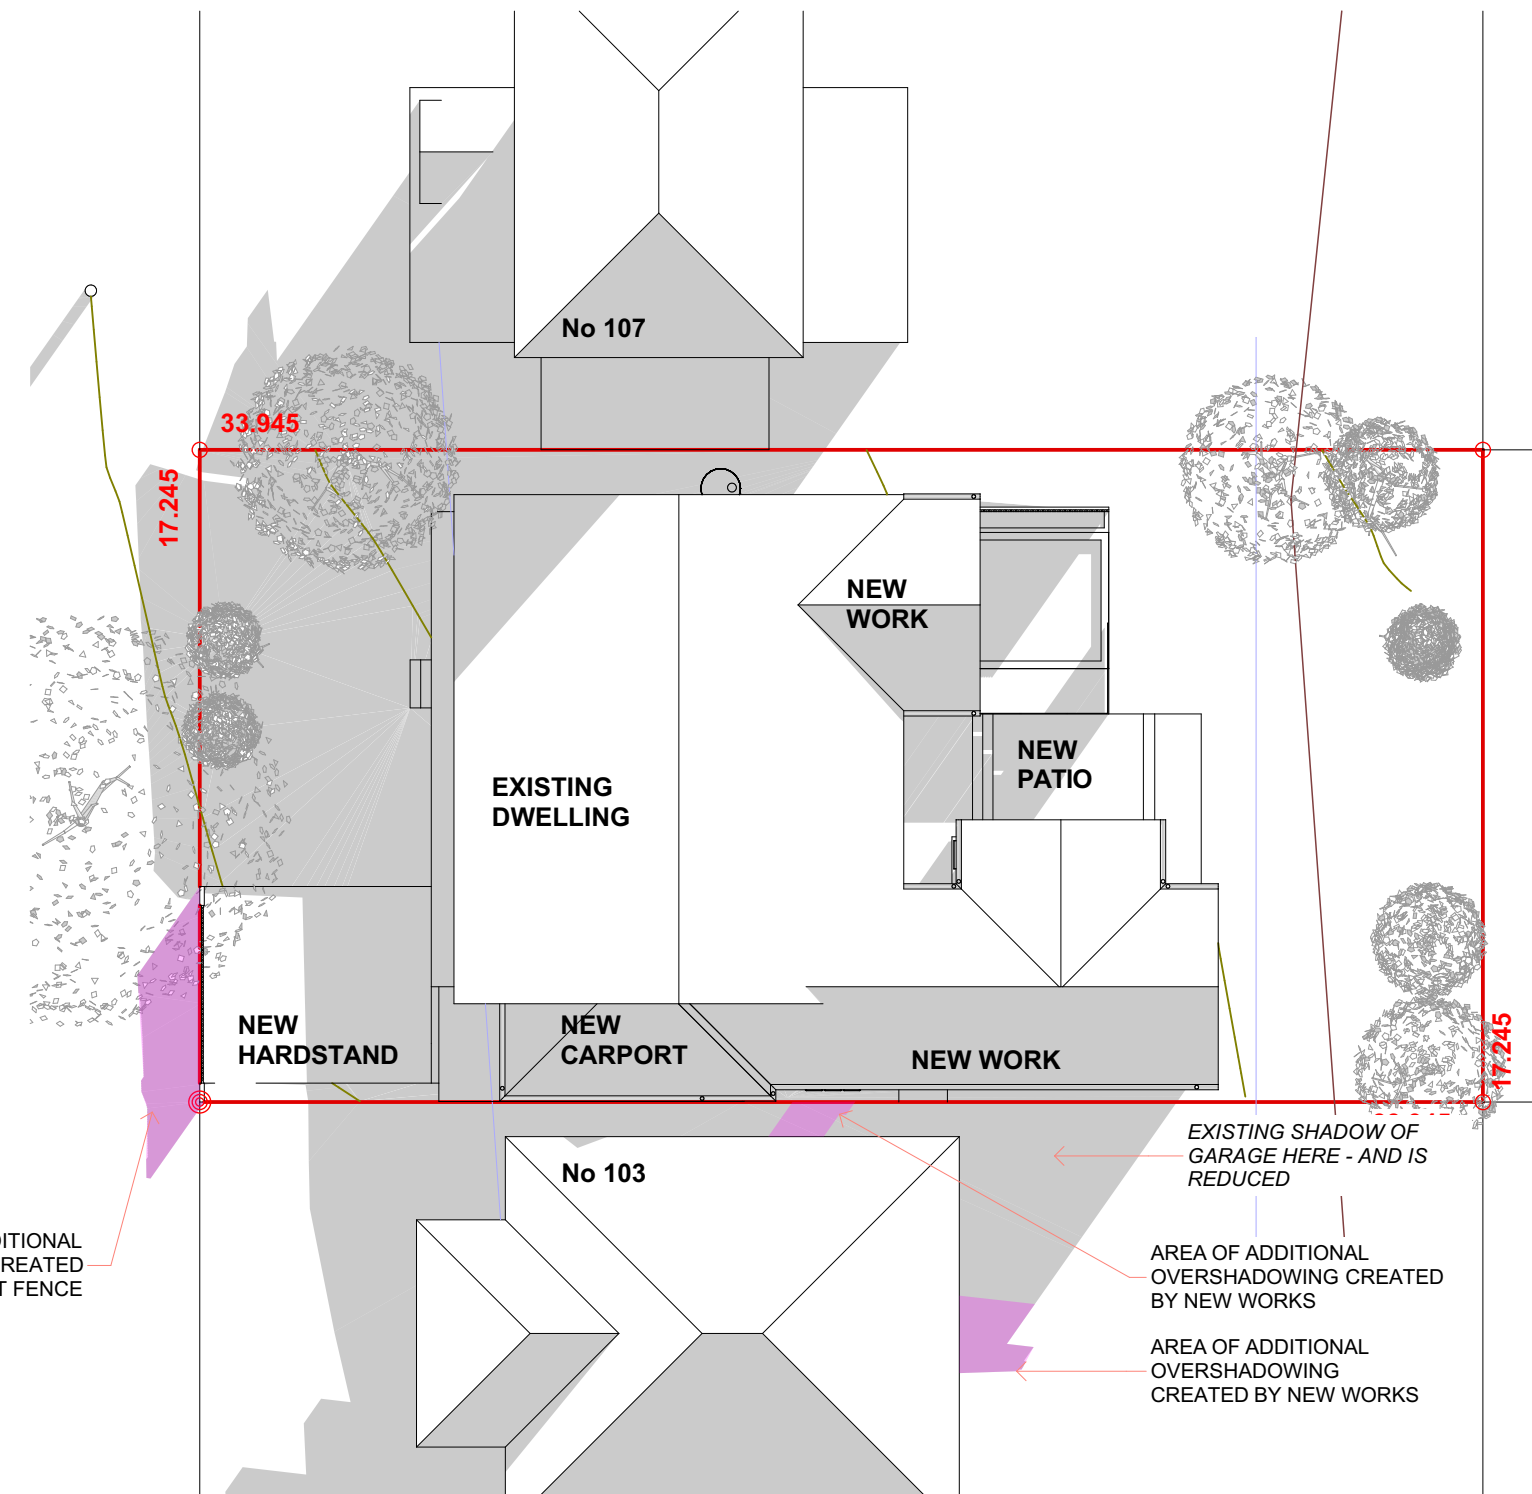 No 107
33.945
17.245
NEW
WORK
NEW
PATIO
EXISTING
DWELLING
NEW
HARDSTAND
NEW
CARPORT
NEW WORK
17.245
No 103
EXISTING SHADOW OF
GARAGE HERE - AND IS
REDUCED
AREA OF ADDITIONAL
OVERSHADOWING CREATED
BY NEW WORKS
AREA OF ADDITIONAL
OVERSHADOWING
CREATED BY NEW WORKS
DITIONAL
REATED
T FENCE